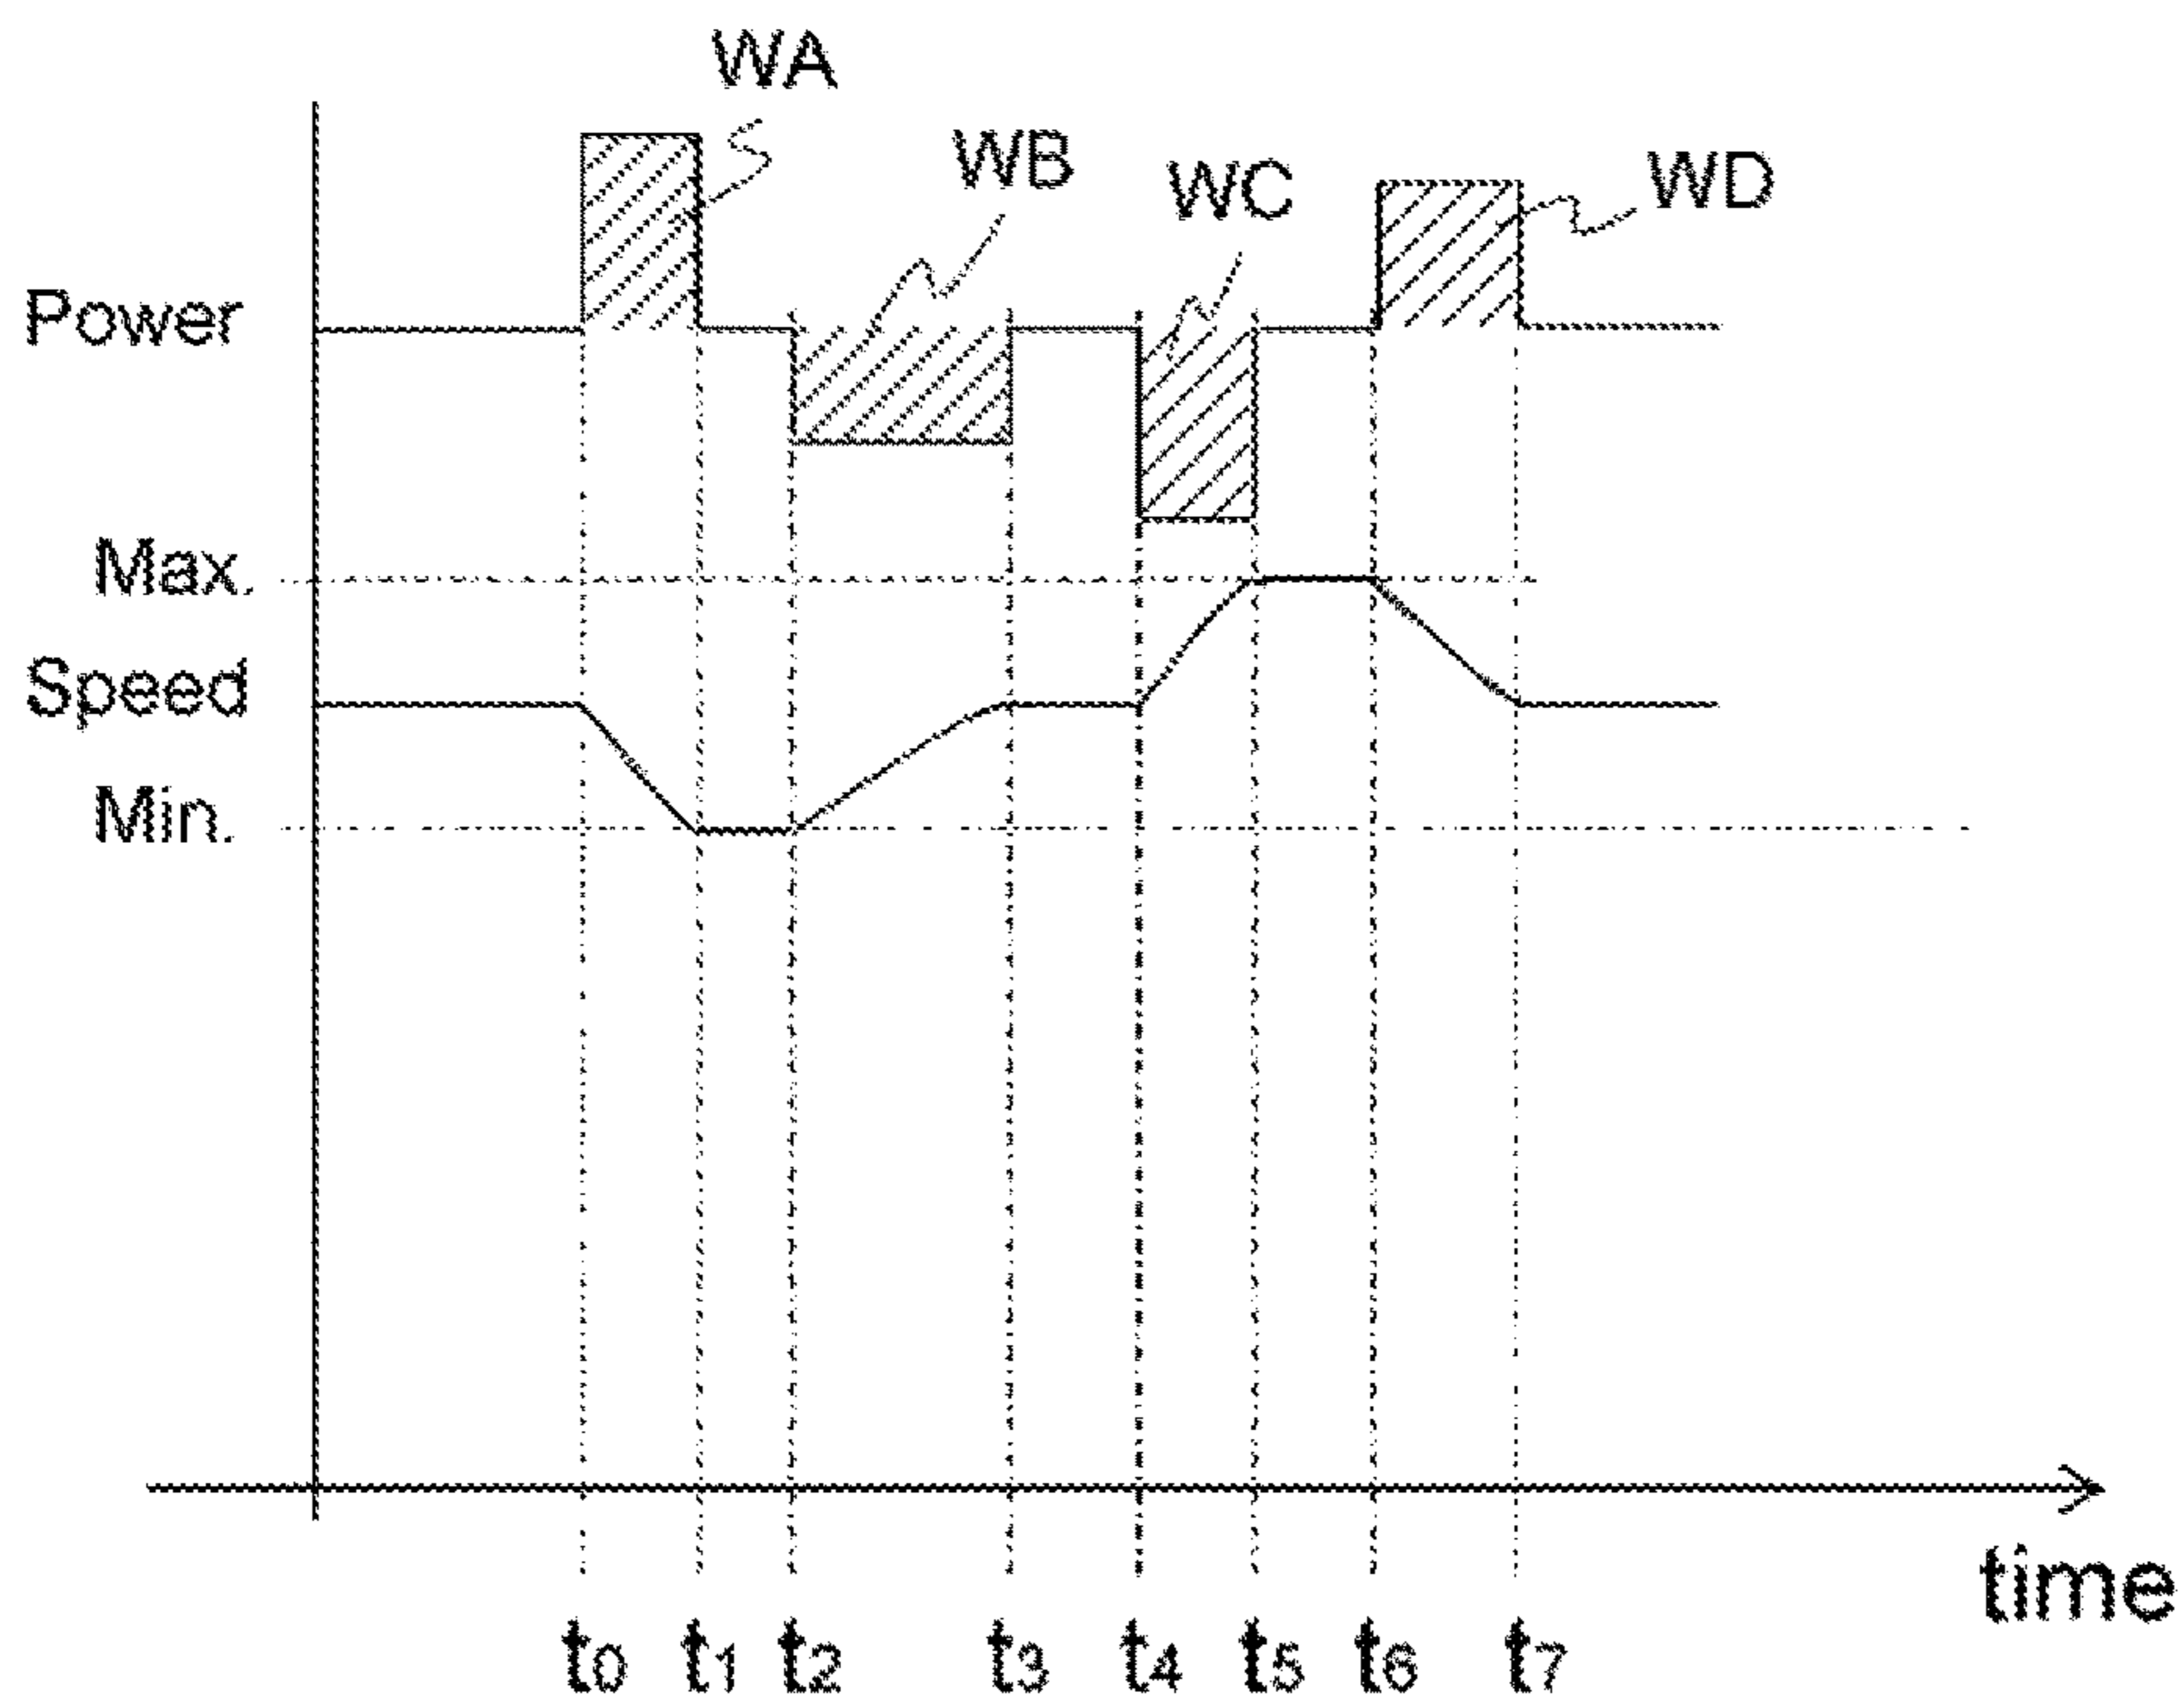 WA
WB
WC
WD
Power
Max.
Speed
Min.
time
t0 t1 t2 t3 t4 t5 t6 t7